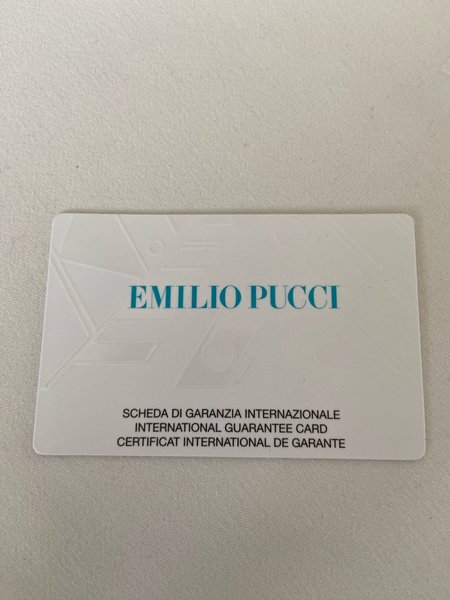 EMILIO PUCCI
SCHEDA DI GARANZIA INTERNAZIONALE
INTERNATIONAL GUARANTEE CARD
CERTIFICAT INTERNATIONAL DE GARANTE